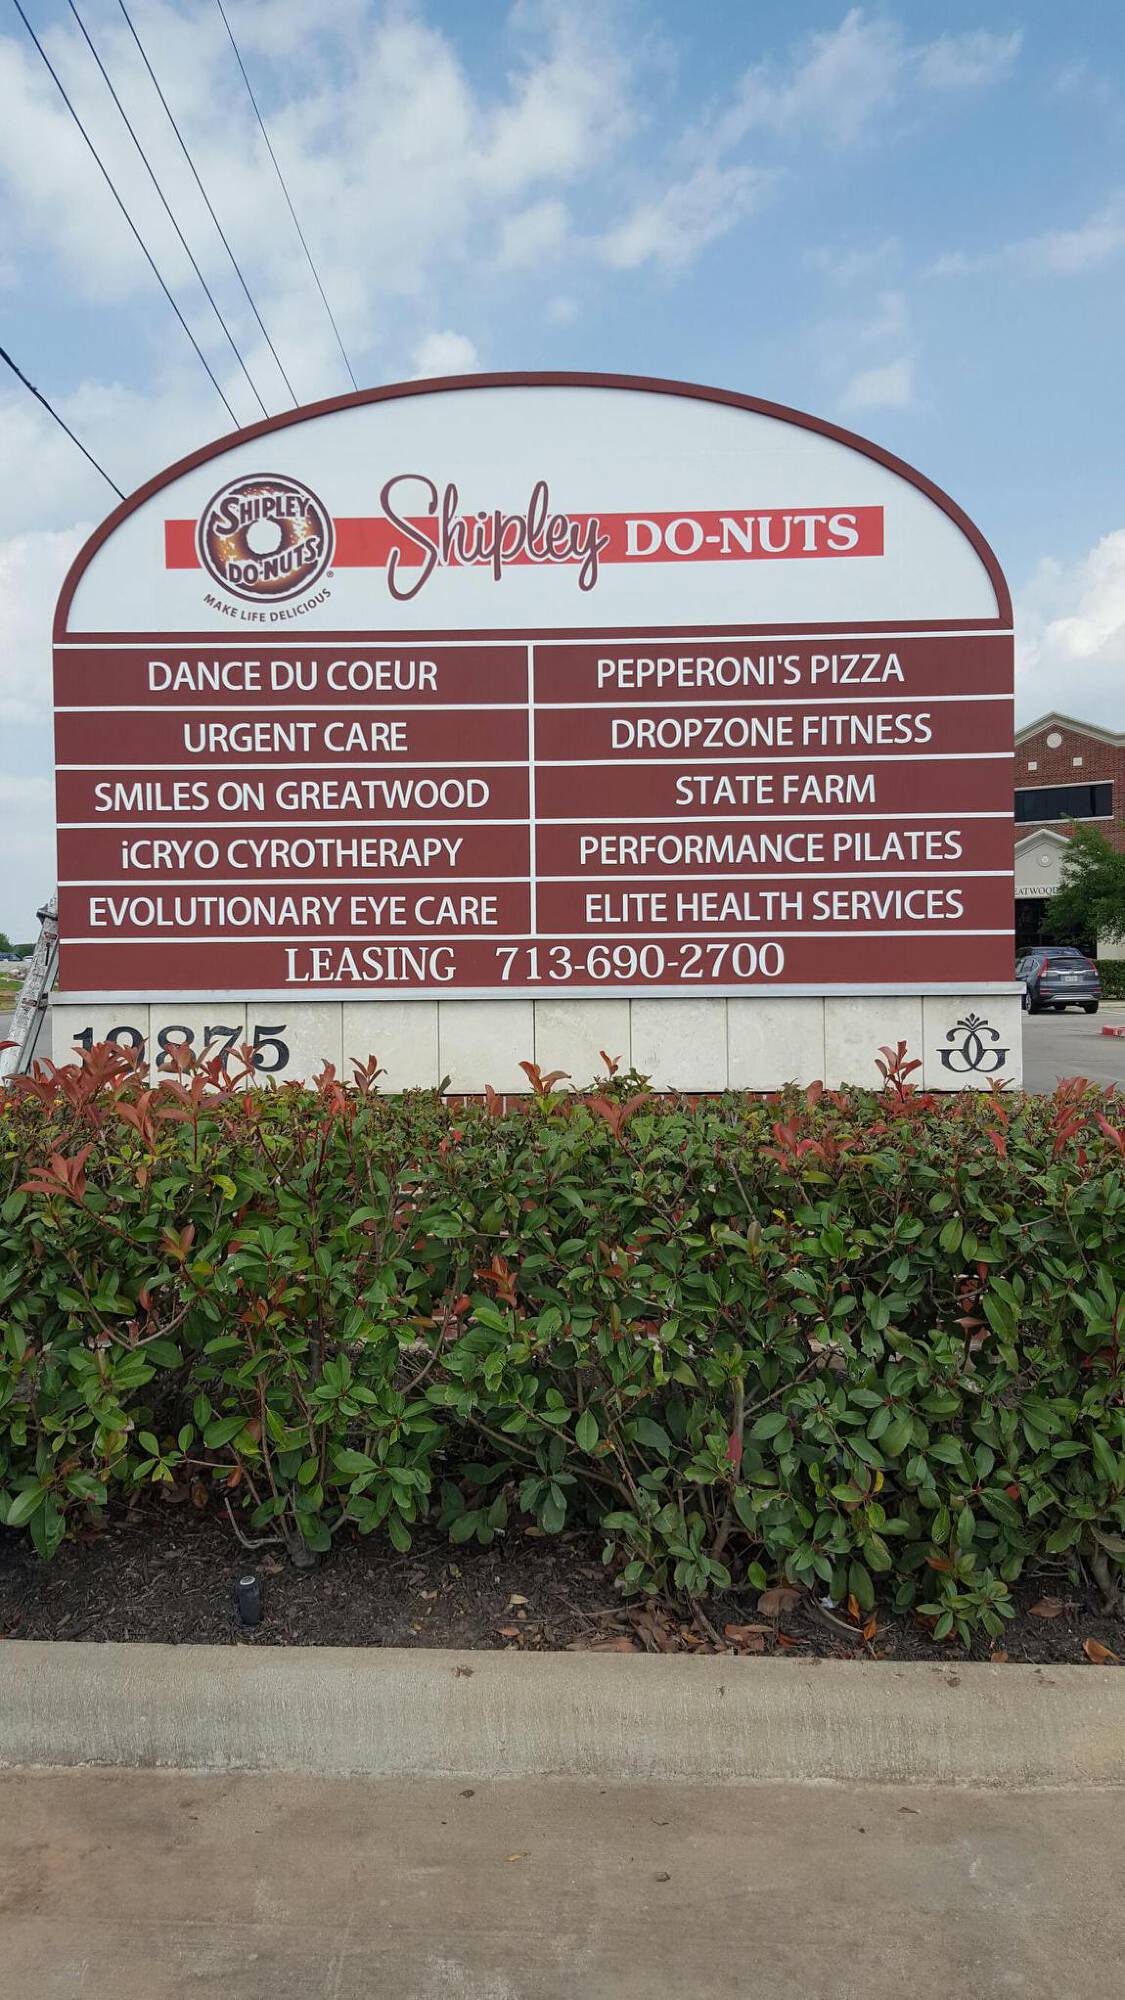 SHIPLEY
DO-NUTS
®
MAKE LIFE DELICIOUS
Shipley DO-NUTS
DANCE DU COEUR
PEPPERONI'S PIZZA
URGENT CARE
DROPZONE FITNESS
SMILES ON GREATWOOD
STATE FARM
iCRYO CYROTHERAPY
PERFORMANCE PILATES
EVOLUTIONARY EYE CARE
ELITE HEALTH SERVICES
LEASING 713-690-2700
19875